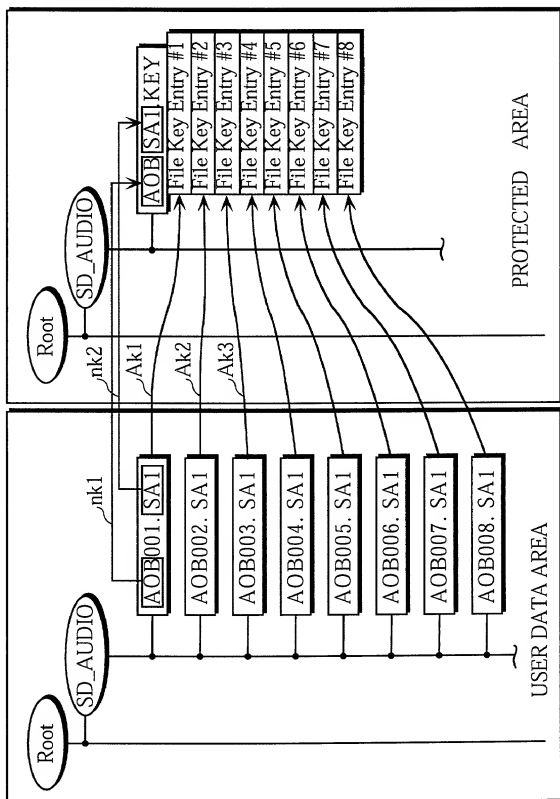 Root
SD_AUDIO
AOB001. SA1
AOB002. SA1
AOB003. SA1
AOB004. SA1
AOB005. SA1
AOB006. SA1
AOB007. SA1
AOB008. SA1
USER DATA AREA
nk1
nk2
Ak1
Ak2
Ak3
Root
SD_AUDIO
AOB SA1 KEY
File Key Entry #1
File Key Entry #2
File Key Entry #3
File Key Entry #4
File Key Entry #5
File Key Entry #6
File Key Entry #7
File Key Entry #8
PROTECTED AREA